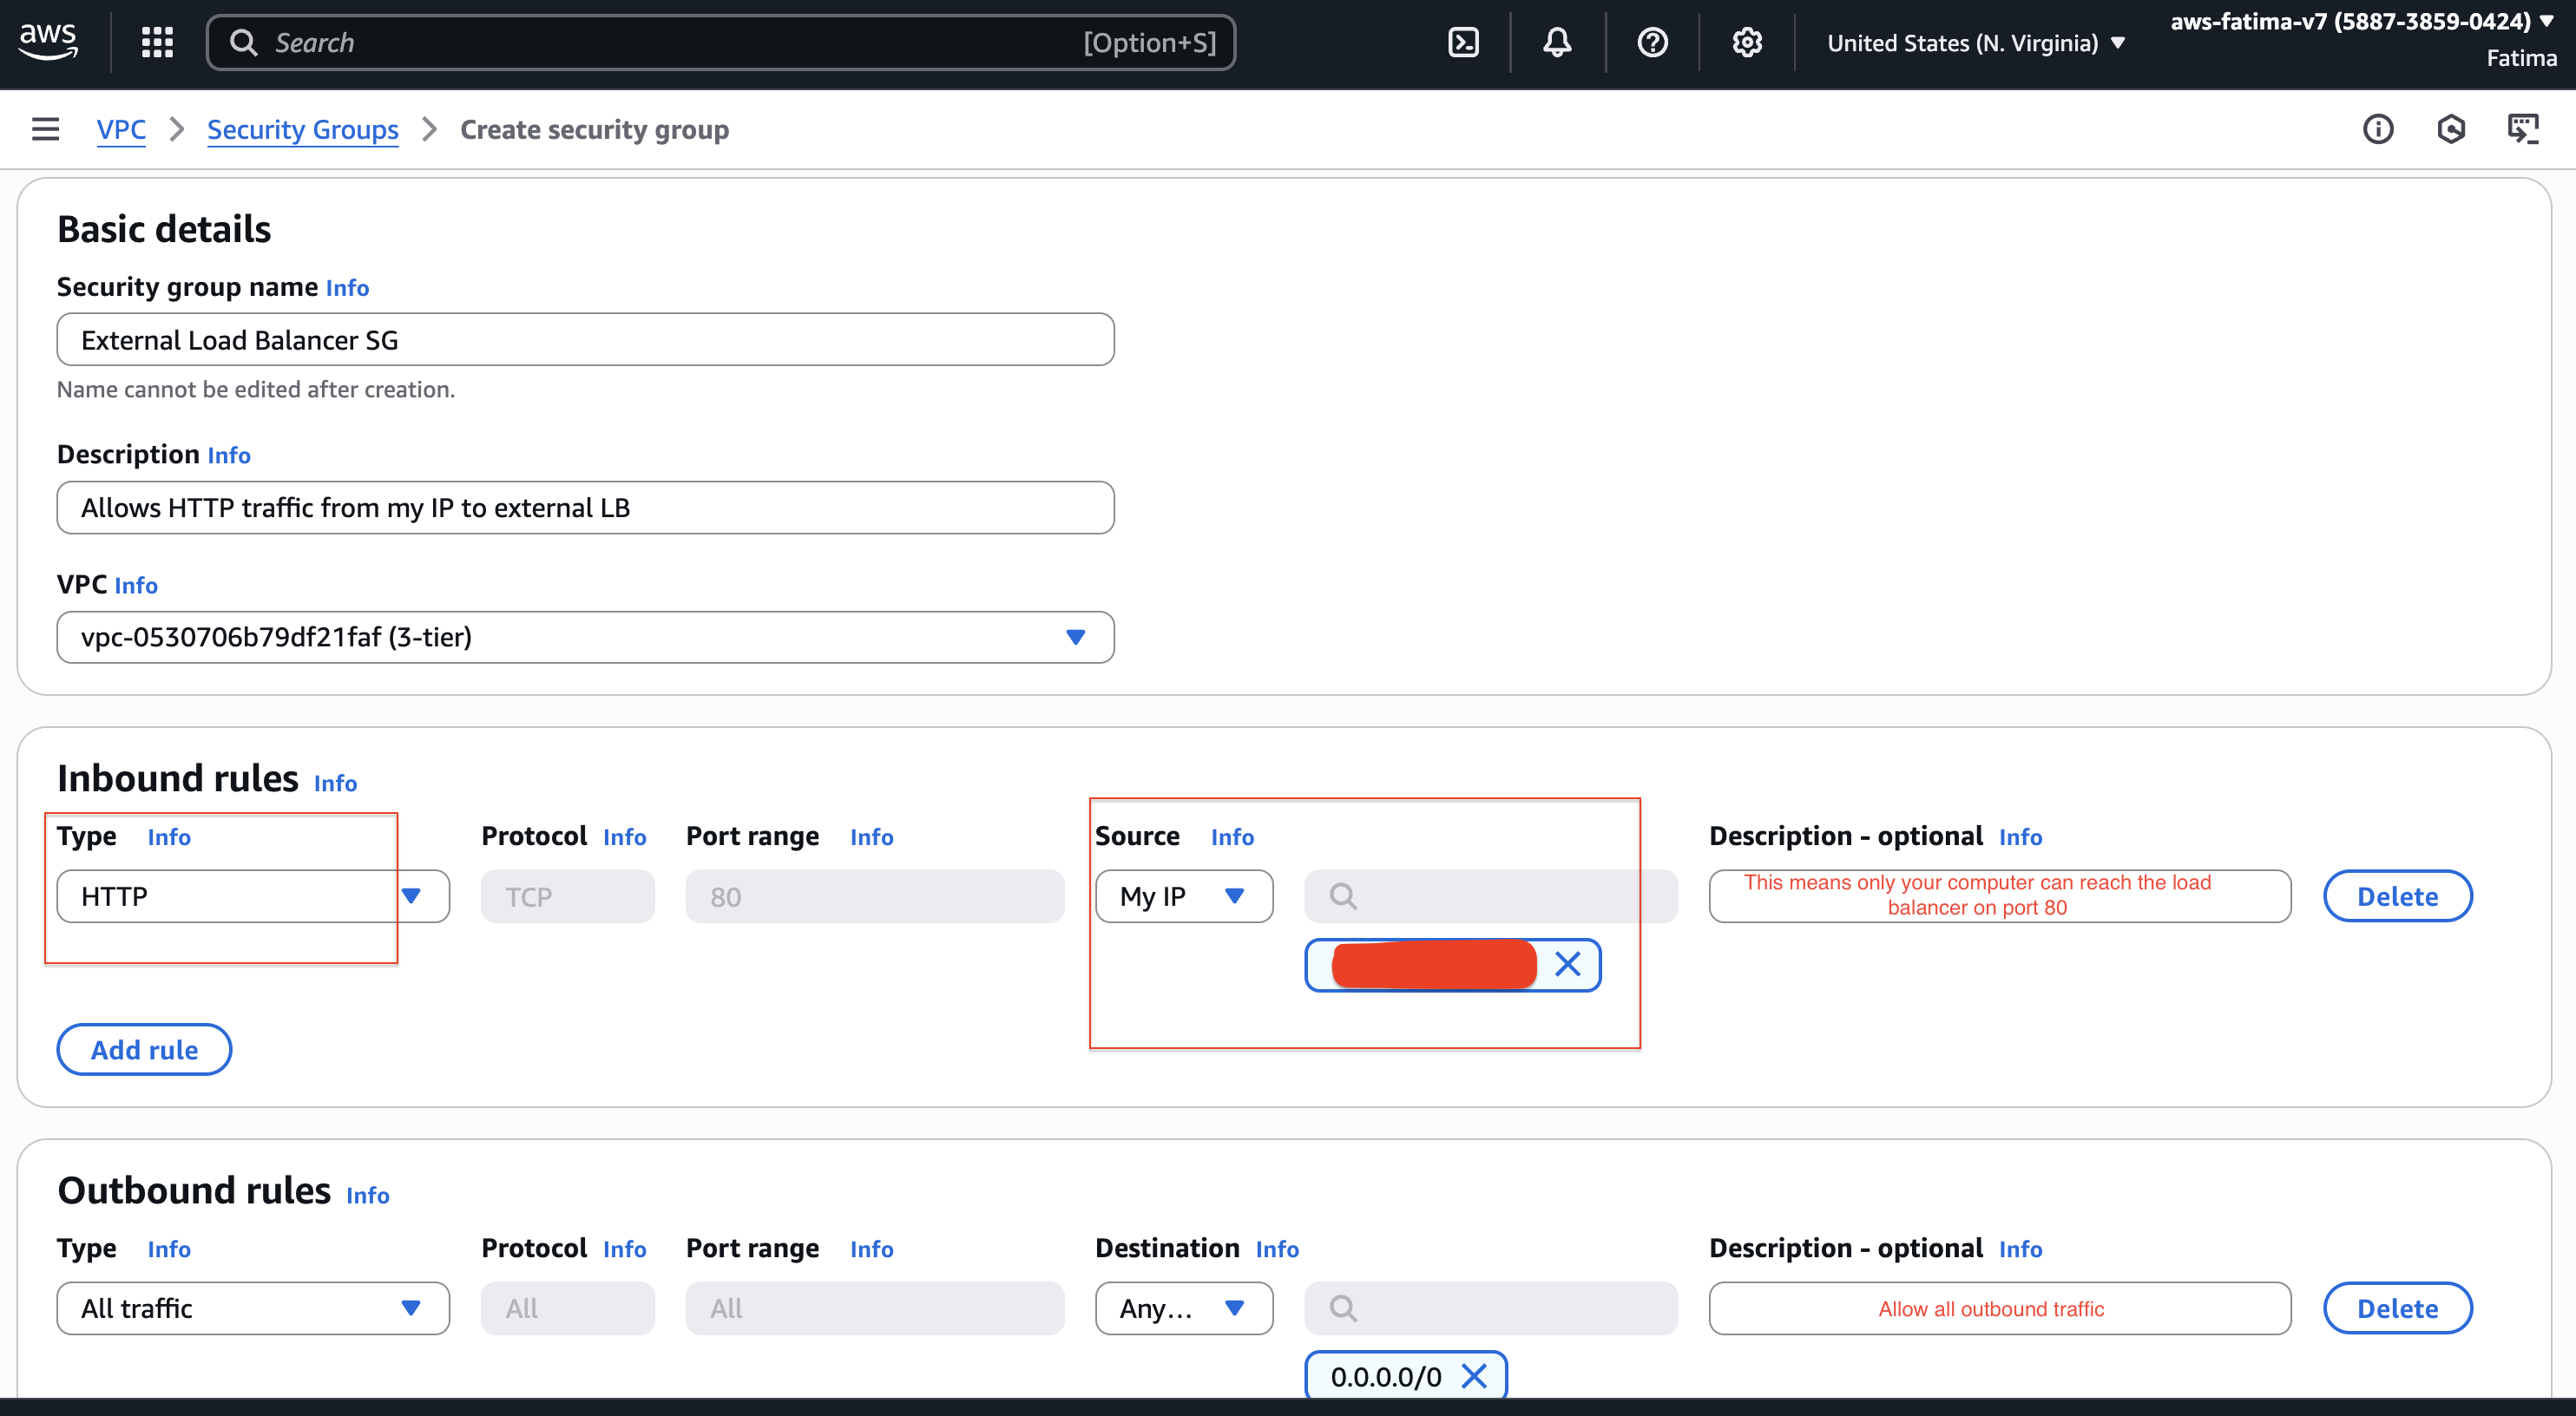 aws
Search [Option+S]
United States (N. Virginia)
aws-fatima-v7 (5887-3859-0424)
Fatima
VPC Security Groups Create security group
Basic details
Security group name Info
External Load Balancer SG
Name cannot be edited after creation.
Description Info
Allows HTTP traffic from my IP to external LB
VPC Info
vpc-0530706b79df21faf (3-tier)
Inbound rules Info
Type Info Protocol Info Port range Info Source Info Description - optional Info
HTTP TCP 80 My IP This means only your computer can reach the load
balancer on port 80
Delete
Add rule
Outbound rules Info
Type Info Protocol Info Port range Info Destination Info Description - optional Info
All traffic All All Any... Allow all outbound traffic Delete
0.0.0.0/0